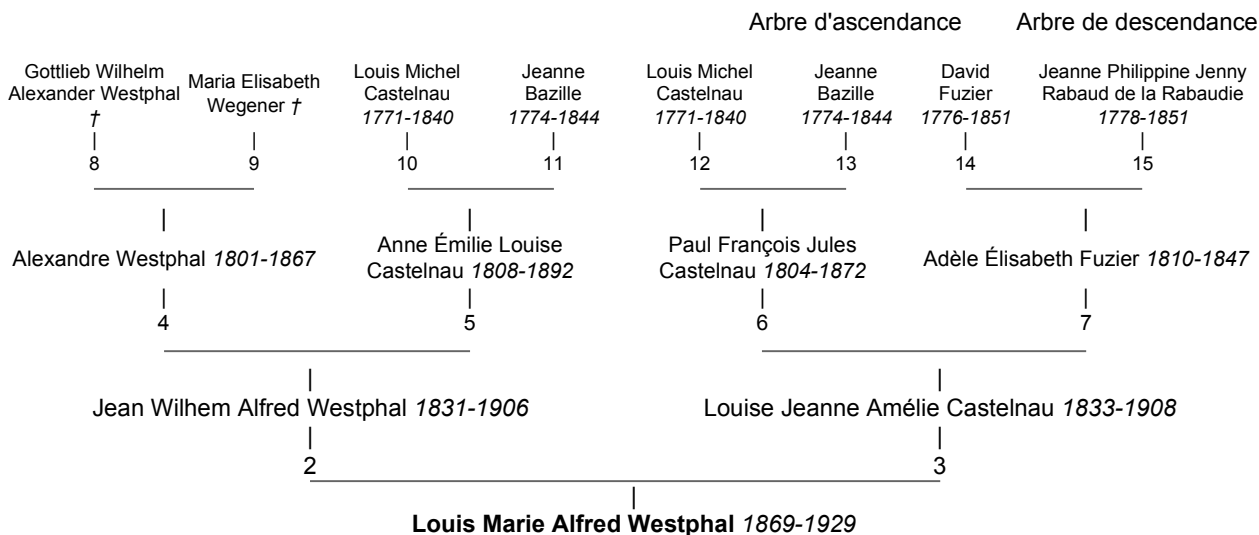 Arbre d'ascendance Arbre de descendance
Gottlieb Wilhelm
Alexander Westphal
†
Maria Elisabeth
Wegener †
Louis Michel
Castelnau
1771-1840
Jeanne
Bazille
1774-1844
Louis Michel
Castelnau
1771-1840
Jeanne
Bazille
1774-1844
David
Fuzier
1776-1851
Jeanne Philippine Jenny
Rabaud de la Rabaudie
1778-1851
8 9 10 11 12 13 14 15
Alexandre Westphal 1801-1867
Anne Émilie Louise
Castelnau 1808-1892
Paul François Jules
Castelnau 1804-1872
Adèle Élisabeth Fuzier 1810-1847
4 5 6 7
Jean Wilhem Alfred Westphal 1831-1906
Louise Jeanne Amélie Castelnau 1833-1908
2 3
Louis Marie Alfred Westphal 1869-1929